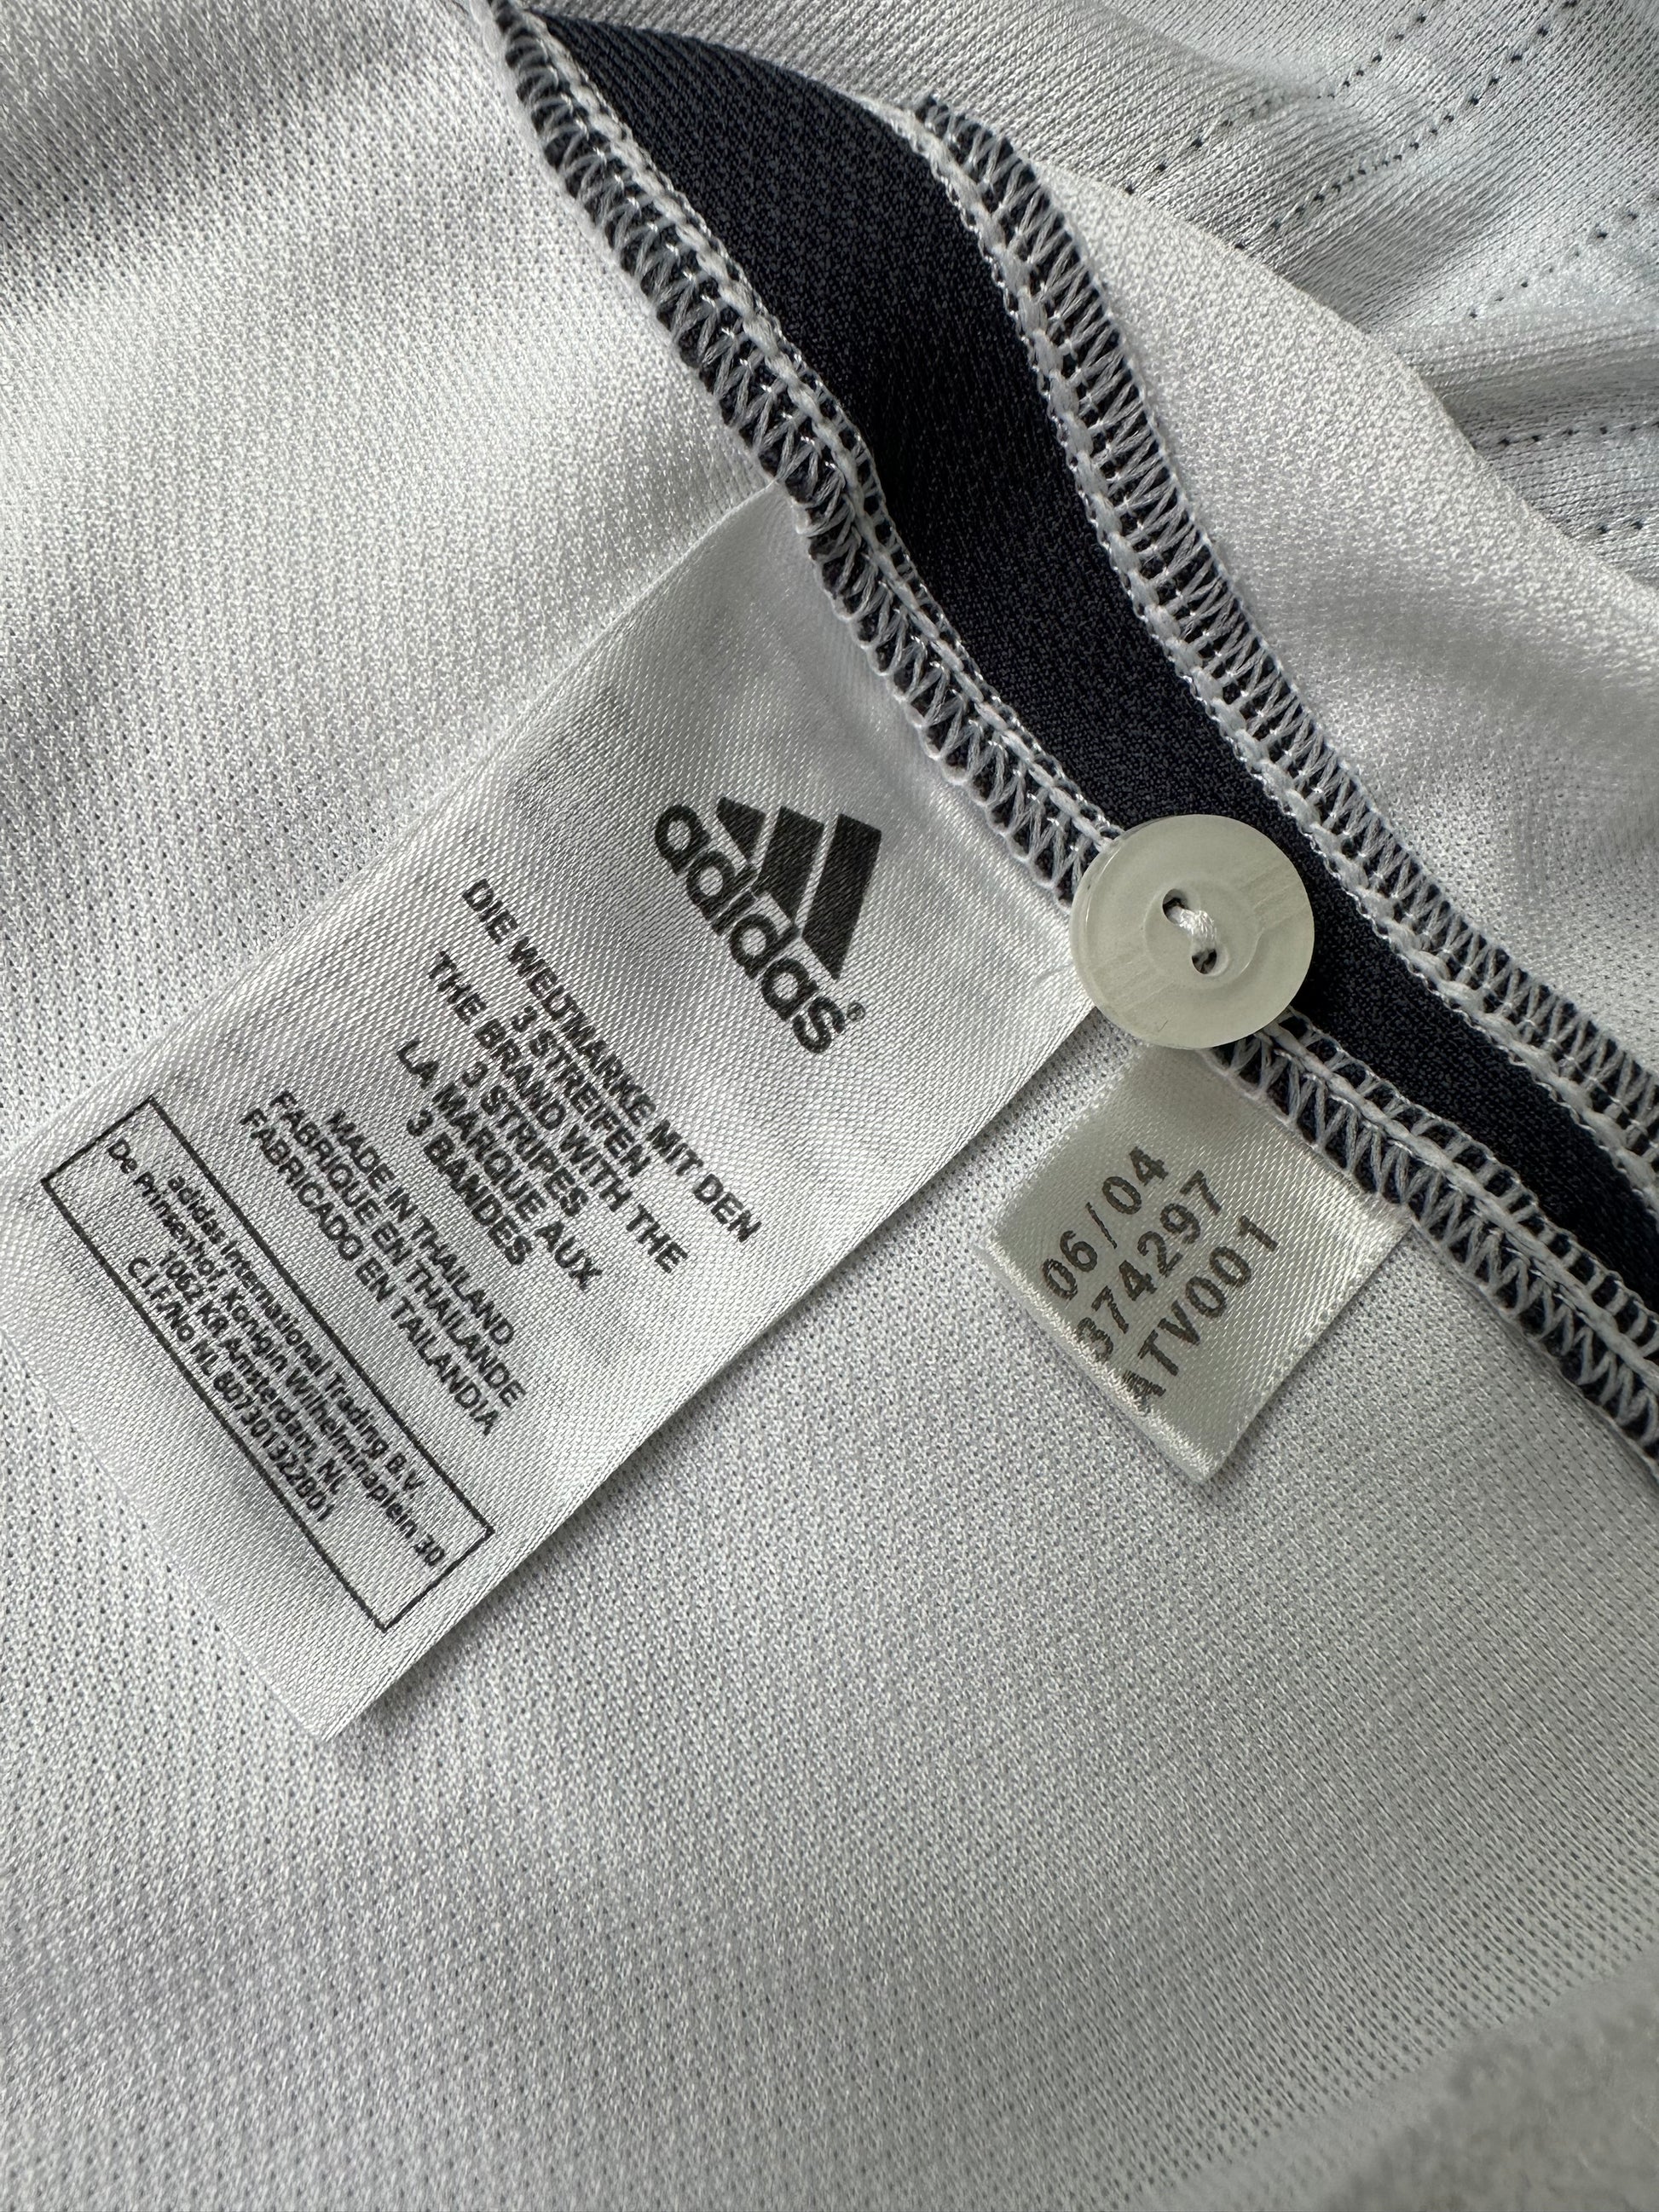 adidas®
DIE WELTMARKE MIT DEN
3 STREIFEN
THE BRAND WITH THE
3 STRIPES
LA MARQUE AUX
3 BANDES
MADE IN THAILAND
FABRIQUE EN THAILANDE
FABRICADO EN TAILANDIA
adidas International Trading B.V
De Prinsenhof, Koningin Wilhelminaplein 30
1062 KR Amsterdam, NL
C.I.F./No NL 807301322B01
06/04
374297
ATV001